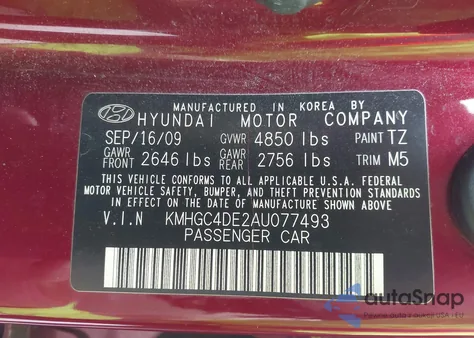 MANUFACTURED IN KOREA BY
HYUNDAI MOTOR COMPANY
SEP/16/09 GVWR 4850 lbs PAINT TZ
GAWR FRONT 2646 lbs GAWR REAR 2756 lbs TRIM M5
THIS VEHICLE CONFORMS TO ALL APPLICABLE U.S.A. FEDERAL
MOTOR VEHICLE SAFETY, BUMPER, AND THEFT PREVENTION STANDARDS
IN EFFECT ON THE DATE OF MANUFACTURE SHOWN ABOVE.
V.I.N KMHGC4DE2AU077493
PASSENGER CAR
autoSnap